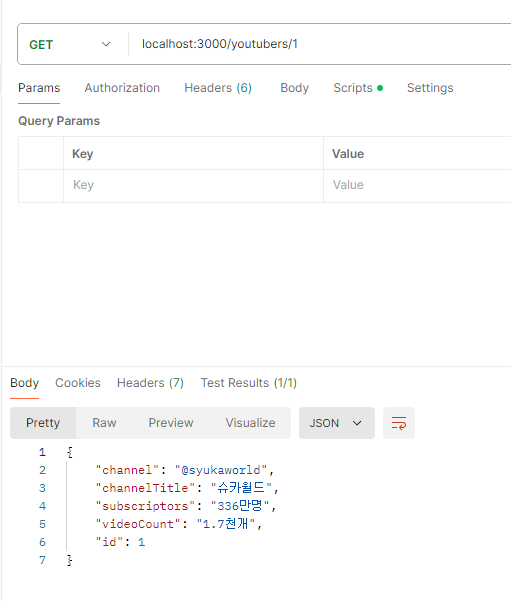 GET localhost:3000/youtubers/1
Params Authorization Headers (6) Body Scripts Settings
Query Params
Key Value
Key Value
Body Cookies Headers (7) Test Results (1/1)
Pretty Raw Preview Visualize JSON
1 {
2 "channel": "@syukaworld",
3 "channelTitle": "슈카월드",
4 "subscriptors": "336만명",
5 "videoCount": "1.7천개",
6 "id": 1
7 }